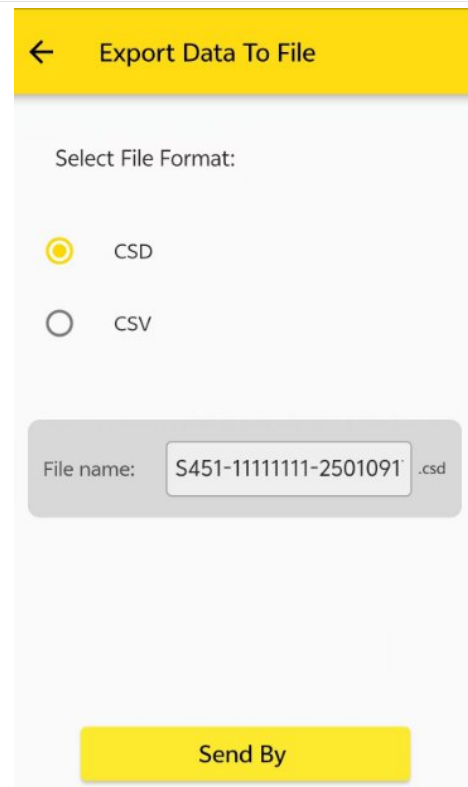 Export Data To File
Select File Format:
CSD
CSV
File name: S451-11111111-2501091 .csd
Send By